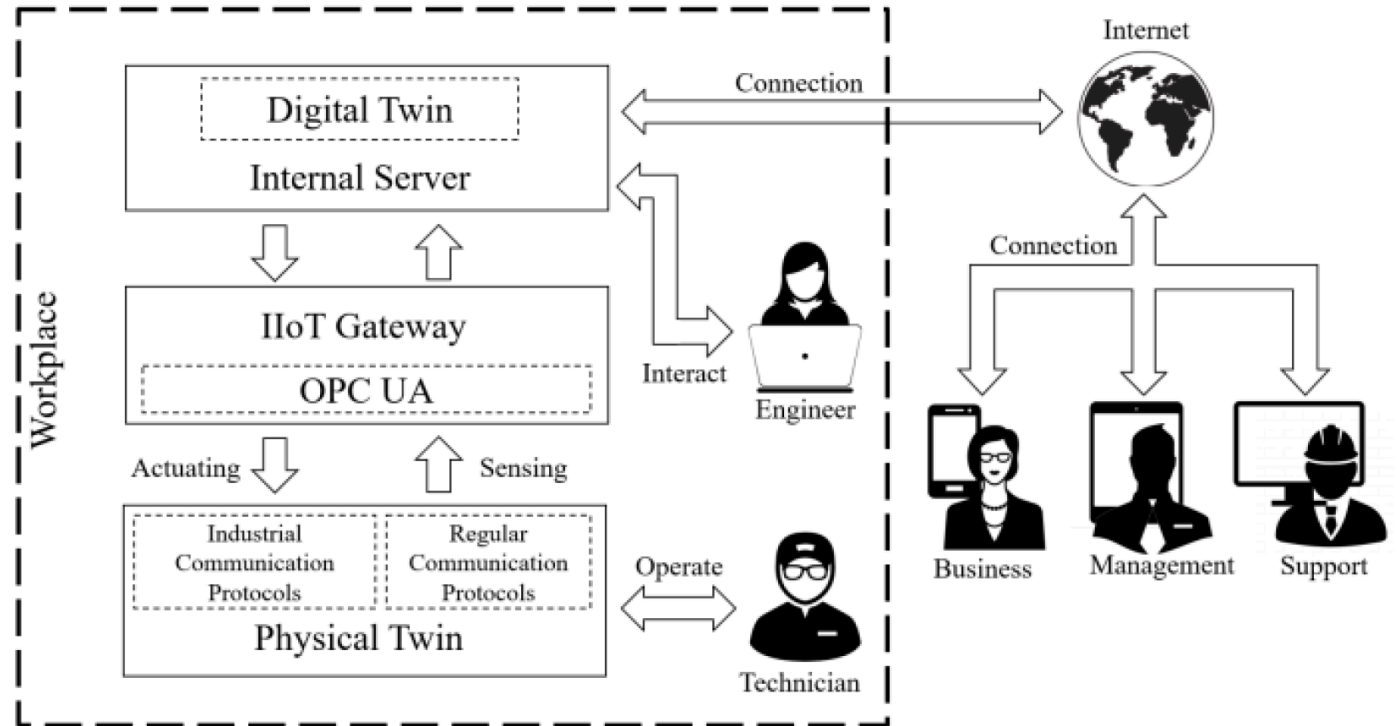 Internet
Connection
Digital Twin
Internal Server
Connection
IIoT Gateway
OPC UA
Interact
Engineer
Workplace
Actuating
Sensing
Industrial
Communication
Protocols
Regular
Communication
Protocols
Physical Twin
Operate
Technician
Business
Management
Support